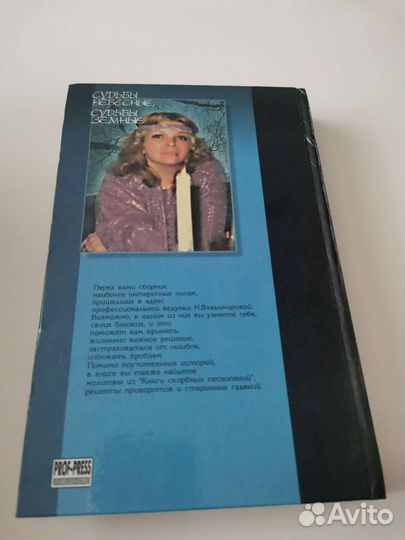 СУДЬБЫ
НЕБЕСНЫЕ,
СУДЬБЫ
ЗЕМНЫЕ
Перед вами сборник
наиболее интересных писем,
пришедших в адрес
профессиональной ведуньи Н.Владимировой.
Возможно, в одном из них вы узнаете себя,
своих близких, и это
поможет вам принять
жизненно важное решение,
застраховаться от ошибок,
избежать проблем.
Помимо поучительных историй,
в книге вы также найдете
молитвы из "Книги скорбных песнопений",
рецепты приворотов и старинных гаданий
PROF-PRESS
Avito